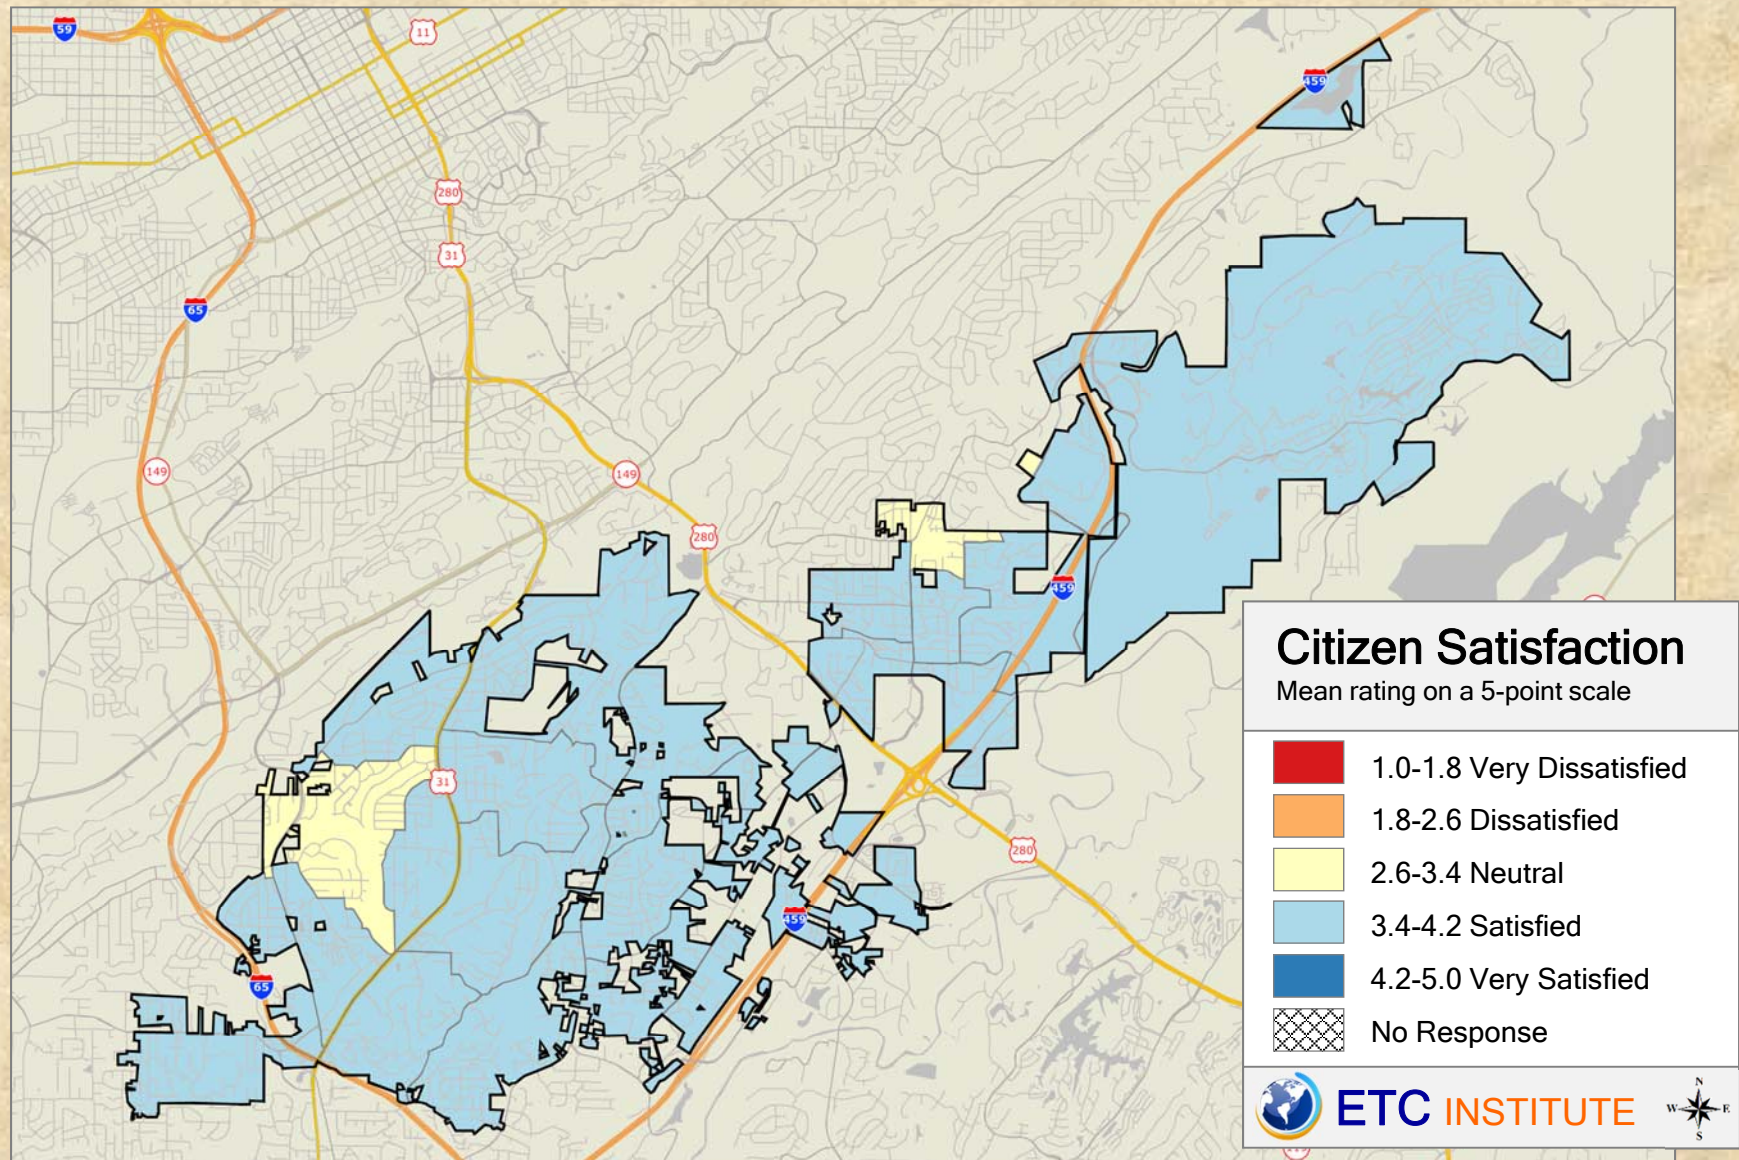 59
11
459
280
31
65
149
149
280
459
31
280
459
65
Citizen Satisfaction
Mean rating on a 5-point scale
1.0-1.8 Very Dissatisfied
1.8-2.6 Dissatisfied
2.6-3.4 Neutral
3.4-4.2 Satisfied
4.2-5.0 Very Satisfied
No Response
ETC INSTITUTE
N
W E
S